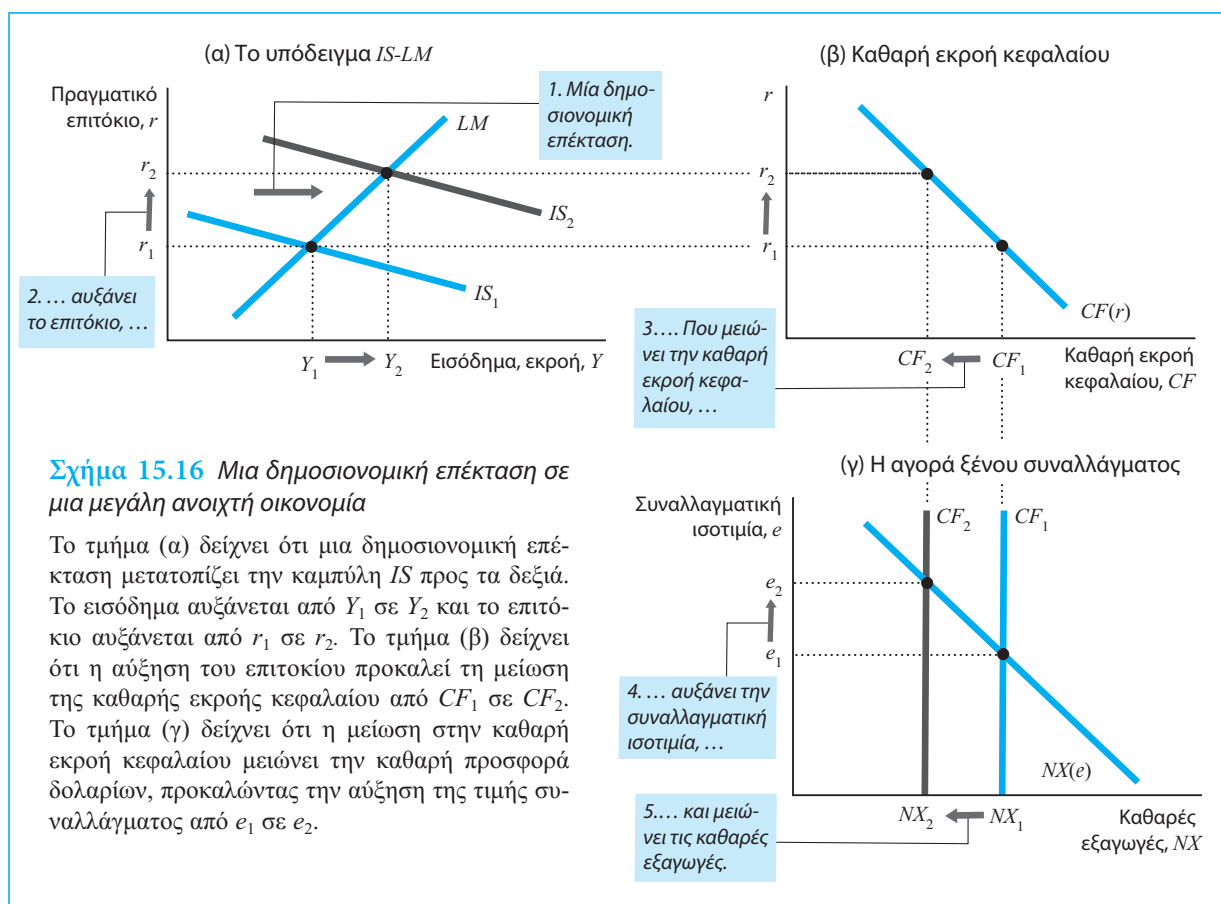 (α) Το υπόδειγμα IS-LM
Πραγματικό
επιτόκιο, r
1. Μία δημο-
σιονομική
επέκταση.
LM
r₂
IS₂
r₁
2. … αυξάνει
το επιτόκιο, …
IS₁
Y₁
Y₂
Εισόδημα, εκροή, Y
(β) Καθαρή εκροή κεφαλαίου
r
r₂
r₁
CF(r)
3.… Που μειώ-
νει την καθαρή
εκροή κεφα-
λαίου, …
CF₂
CF₁
Καθαρή εκροή
κεφαλαίου, CF
Σχήμα 15.16 Μια δημοσιονομική επέκταση σε
μια μεγάλη ανοιχτή οικονομία
Το τμήμα (α) δείχνει ότι μια δημοσιονομική επέ-
κταση μετατοπίζει την καμπύλη IS προς τα δεξιά.
Το εισόδημα αυξάνεται από Y₁ σε Y₂ και το επιτό-
κιο αυξάνεται από r₁ σε r₂. Το τμήμα (β) δείχνει
ότι η αύξηση του επιτοκίου προκαλεί τη μείωση
της καθαρής εκροής κεφαλαίου από CF₁ σε CF₂.
Το τμήμα (γ) δείχνει ότι η μείωση στην καθαρή
εκροή κεφαλαίου μειώνει την καθαρή προσφορά
δολαρίων, προκαλώντας την αύξηση της τιμής συ-
ναλλάγματος από e₁ σε e₂.
(γ) Η αγορά ξένου συναλλάγματος
Συναλλαγματική
ισοτιμία, e
CF₂
CF₁
e₂
e₁
4. … αυξάνει την
συναλλαγματική
ισοτιμία, …
NX(e)
5.… και μειώ-
νει τις καθαρές
εξαγωγές.
NX₂
NX₁
Καθαρές
εξαγωγές, NX